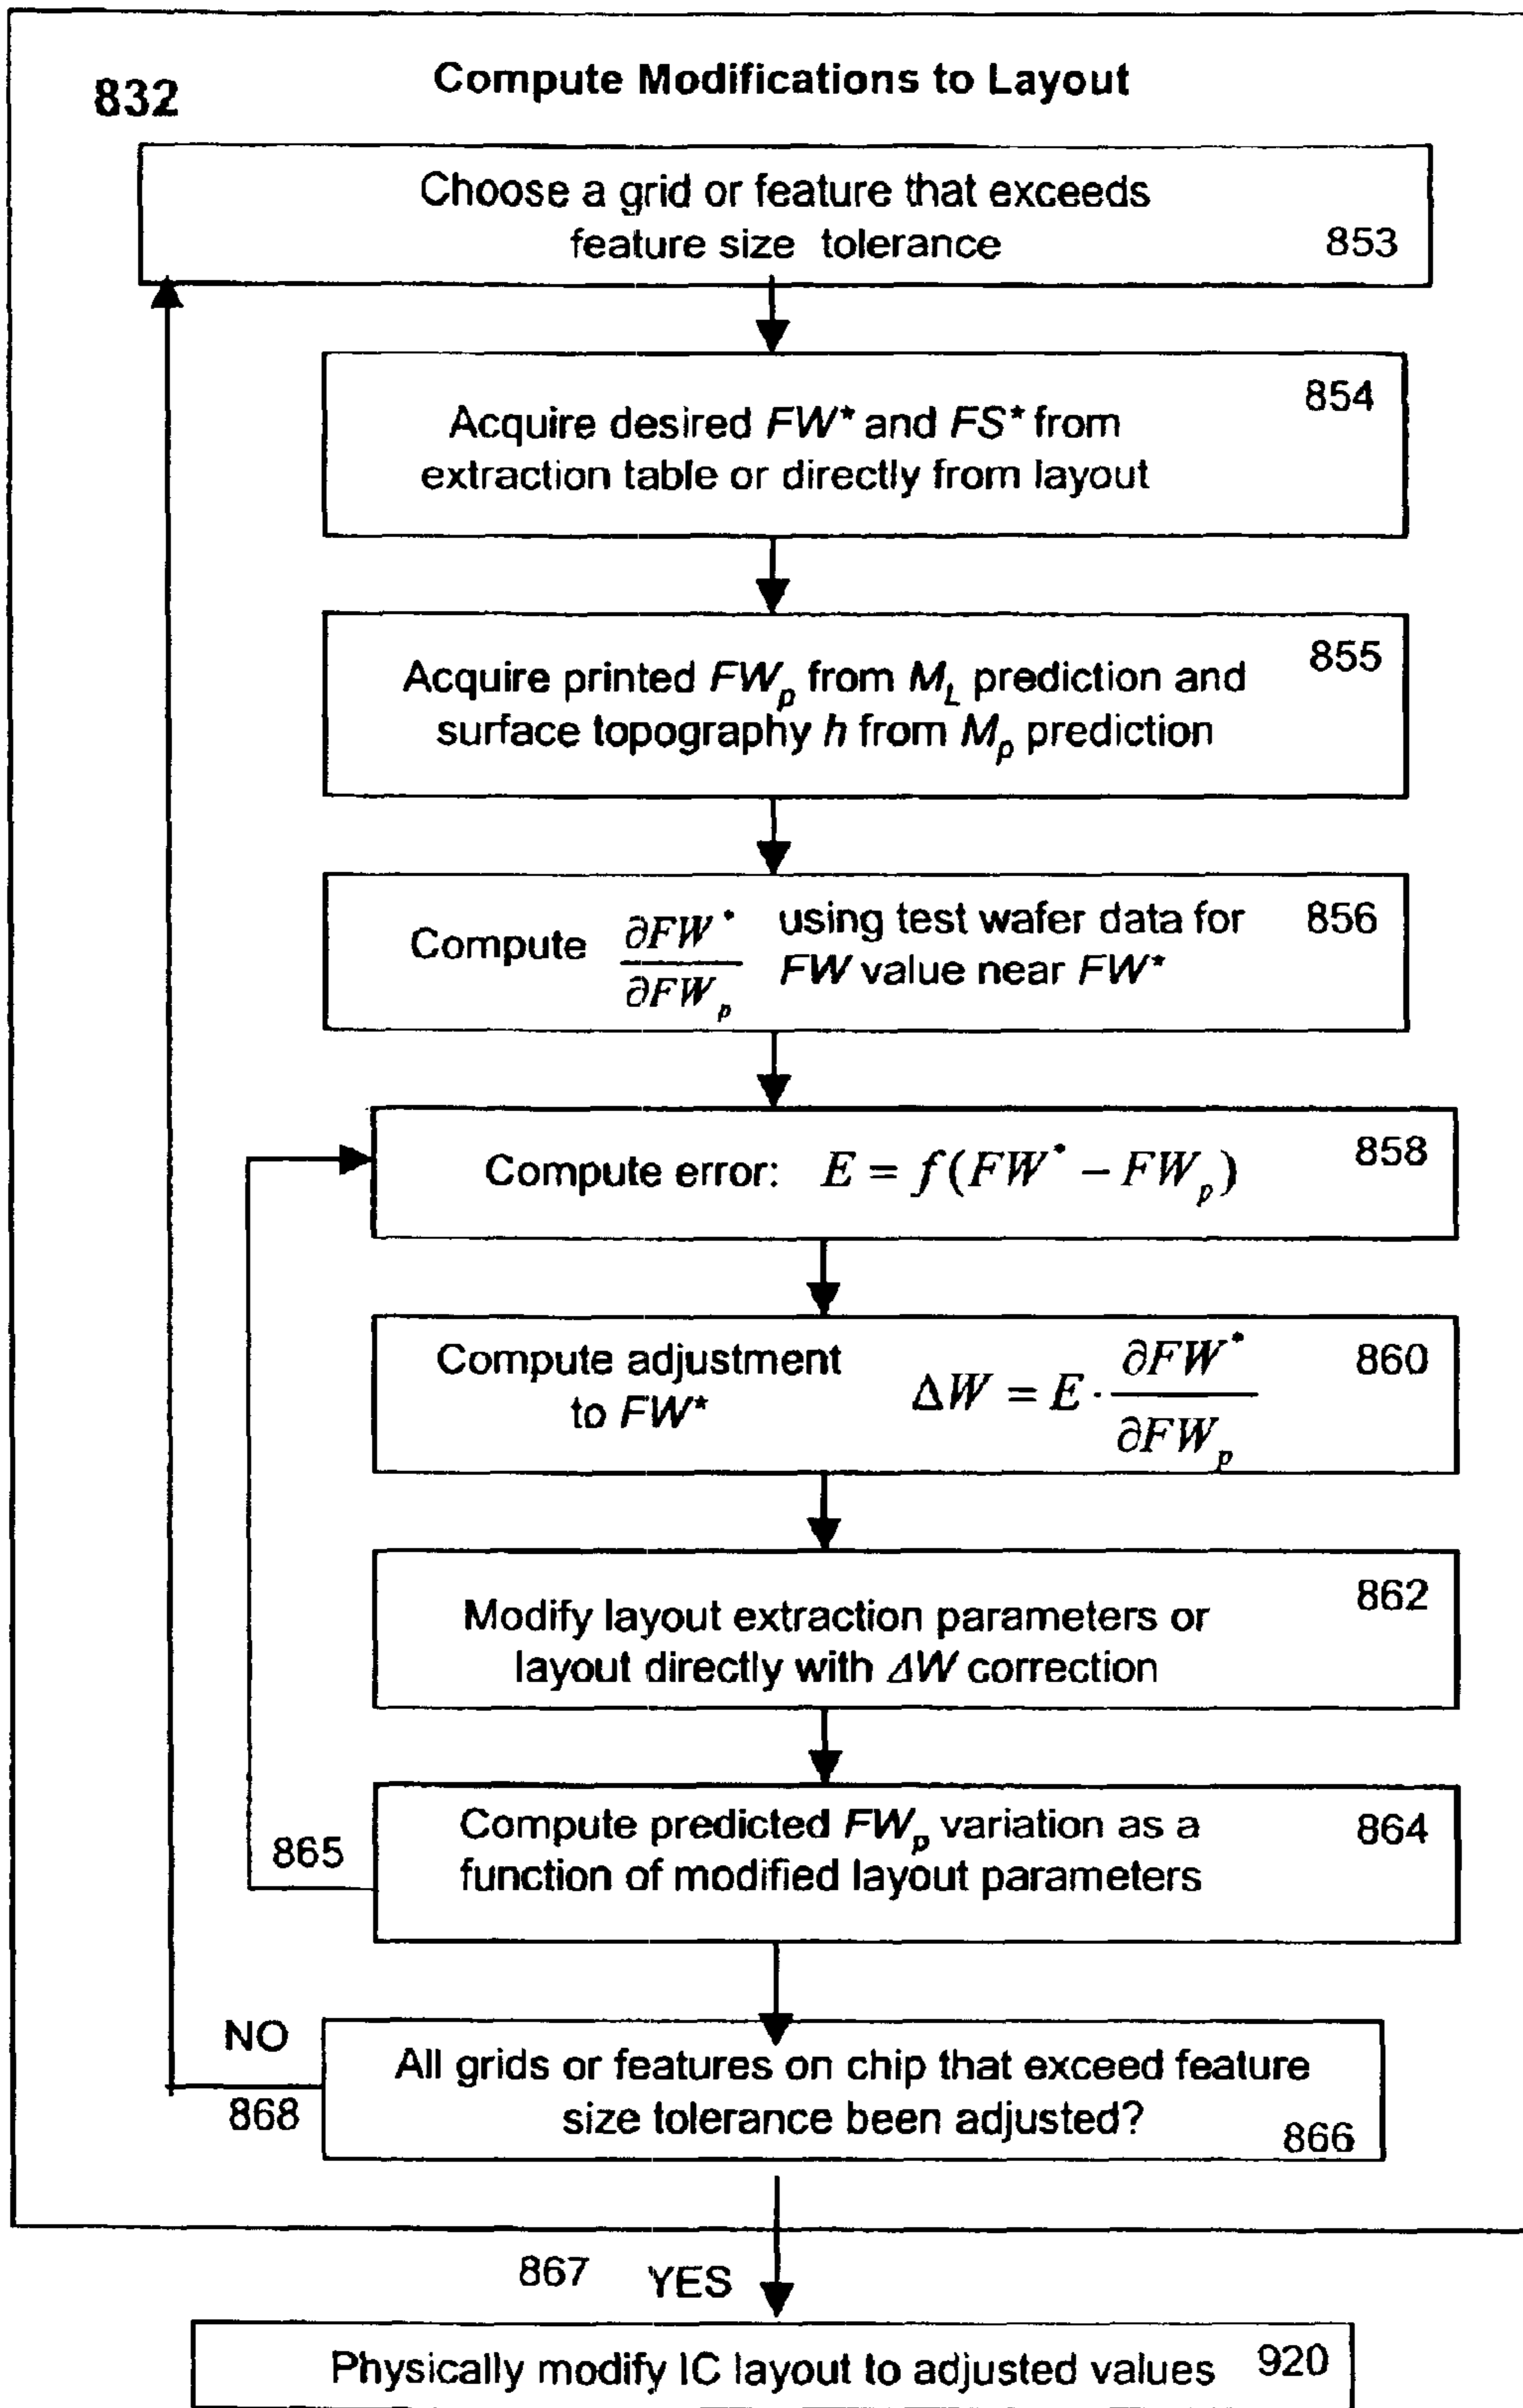 832
Compute Modifications to Layout
Choose a grid or feature that exceeds
feature size tolerance 853
854
Acquire desired FW* and FS* from
extraction table or directly from layout
855
Acquire printed FWp from ML prediction and
surface topography h from Mp prediction
Compute ∂FW* / ∂FWp using test wafer data for 856
FW value near FW*
Compute error: E = f(FW* – FWp) 858
Compute adjustment
to FW* ΔW = E · ∂FW* / ∂FWp 860
862
Modify layout extraction parameters or
layout directly with ΔW correction
Compute predicted FWp variation as a 864
function of modified layout parameters
865
NO
868
All grids or features on chip that exceed feature
size tolerance been adjusted?
866
867 YES
Physically modify IC layout to adjusted values 920